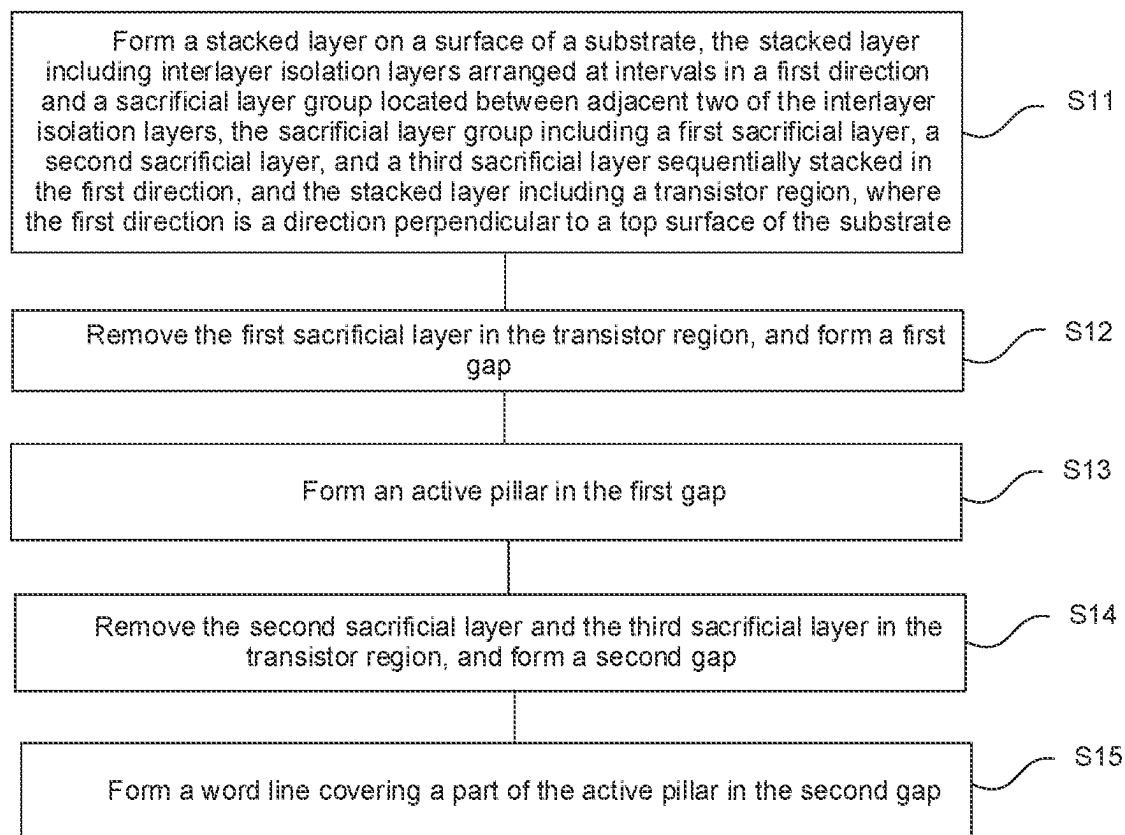 Form a stacked layer on a surface of a substrate, the stacked layer
including interlayer isolation layers arranged at intervals in a first direction
and a sacrificial layer group located between adjacent two of the interlayer
isolation layers, the sacrificial layer group including a first sacrificial layer, a
second sacrificial layer, and a third sacrificial layer sequentially stacked in
the first direction, and the stacked layer including a transistor region, where
the first direction is a direction perpendicular to a top surface of the substrate
S11
Remove the first sacrificial layer in the transistor region, and form a first
gap
S12
Form an active pillar in the first gap
S13
Remove the second sacrificial layer and the third sacrificial layer in the
transistor region, and form a second gap
S14
Form a word line covering a part of the active pillar in the second gap
S15